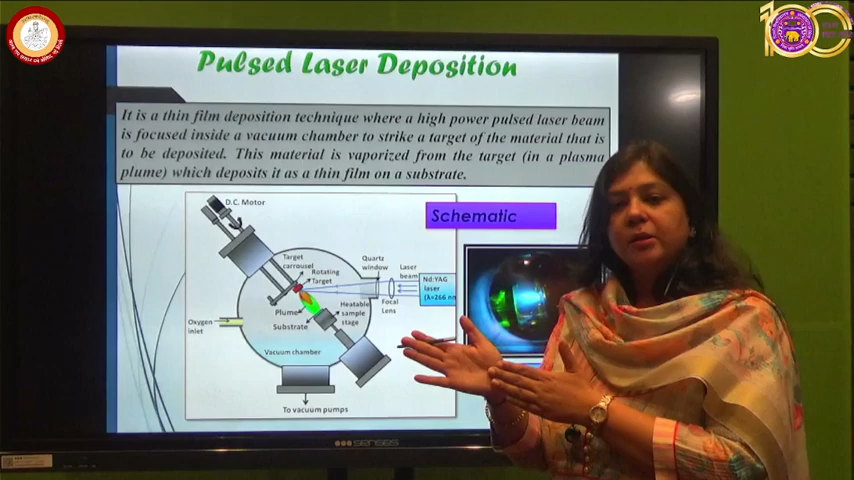 Pulsed Laser Deposition
It is a thin film deposition technique where a high power pulsed laser beam
is focused inside a vacuum chamber to strike a target of the material that is
to be deposited. This material is vaporized from the target (in a plasma
plume) which deposits it as a thin film on a substrate.
Schematic
D.C. Motor
Target
carrousel
Rotating
Target
Quartz
window
Laser
beam
Nd:YAG
laser
(λ=266 nm
Focal
Lens
Plume
Substrate
Heatable
sample
stage
Oxygen
inlet
Vacuum chamber
To vacuum pumps
senses
100